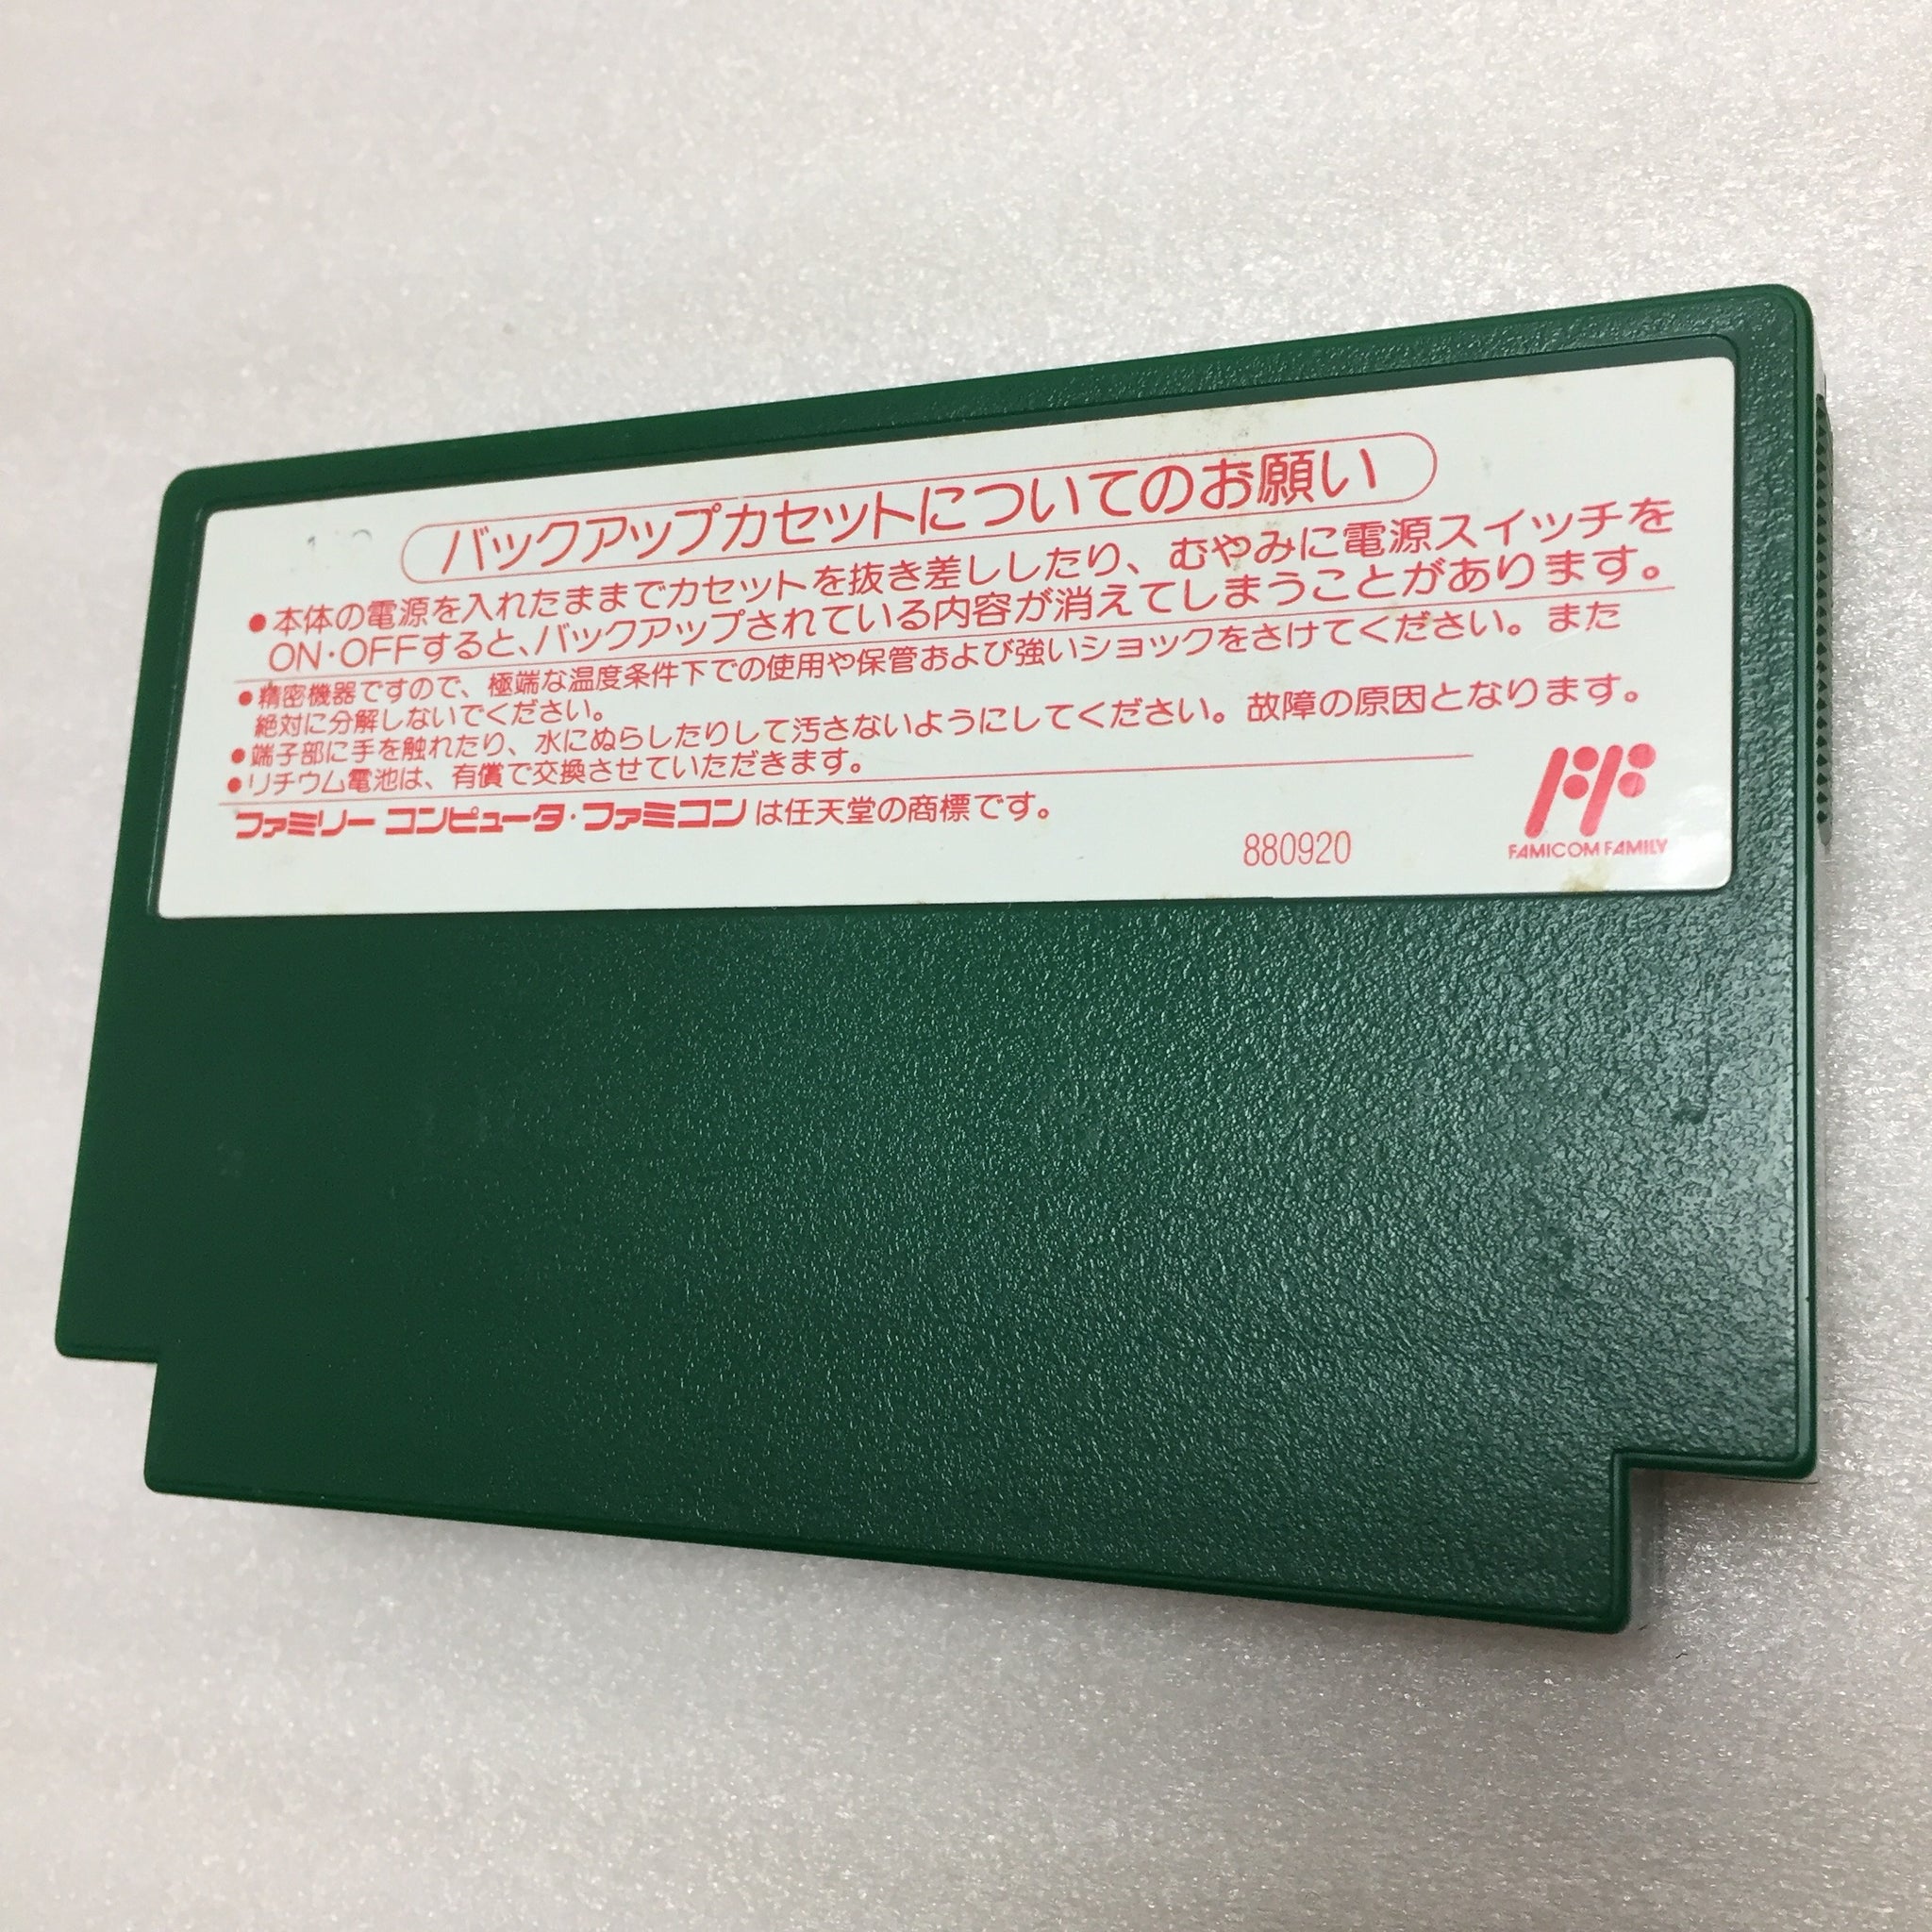 バックアップカセットについてのお願い
●本体の電源を入れたままでカセットを抜き差ししたり、むやみに電源スイッチを
ON・OFFすると、バックアップされている内容が消えてしまうことがあります。
●精密機器ですので、極端な温度条件下での使用や保管および強いショックをさけてください。また
絶対に分解しないでください。
●端子部に手を触れたり、水にぬらしたりして汚さないようにしてください。故障の原因となります。
●リチウム電池は、有償で交換させていただきます。
ファミリーコンピュータ・ファミコンは任天堂の商標です。
880920
FAMICOM FAMILY